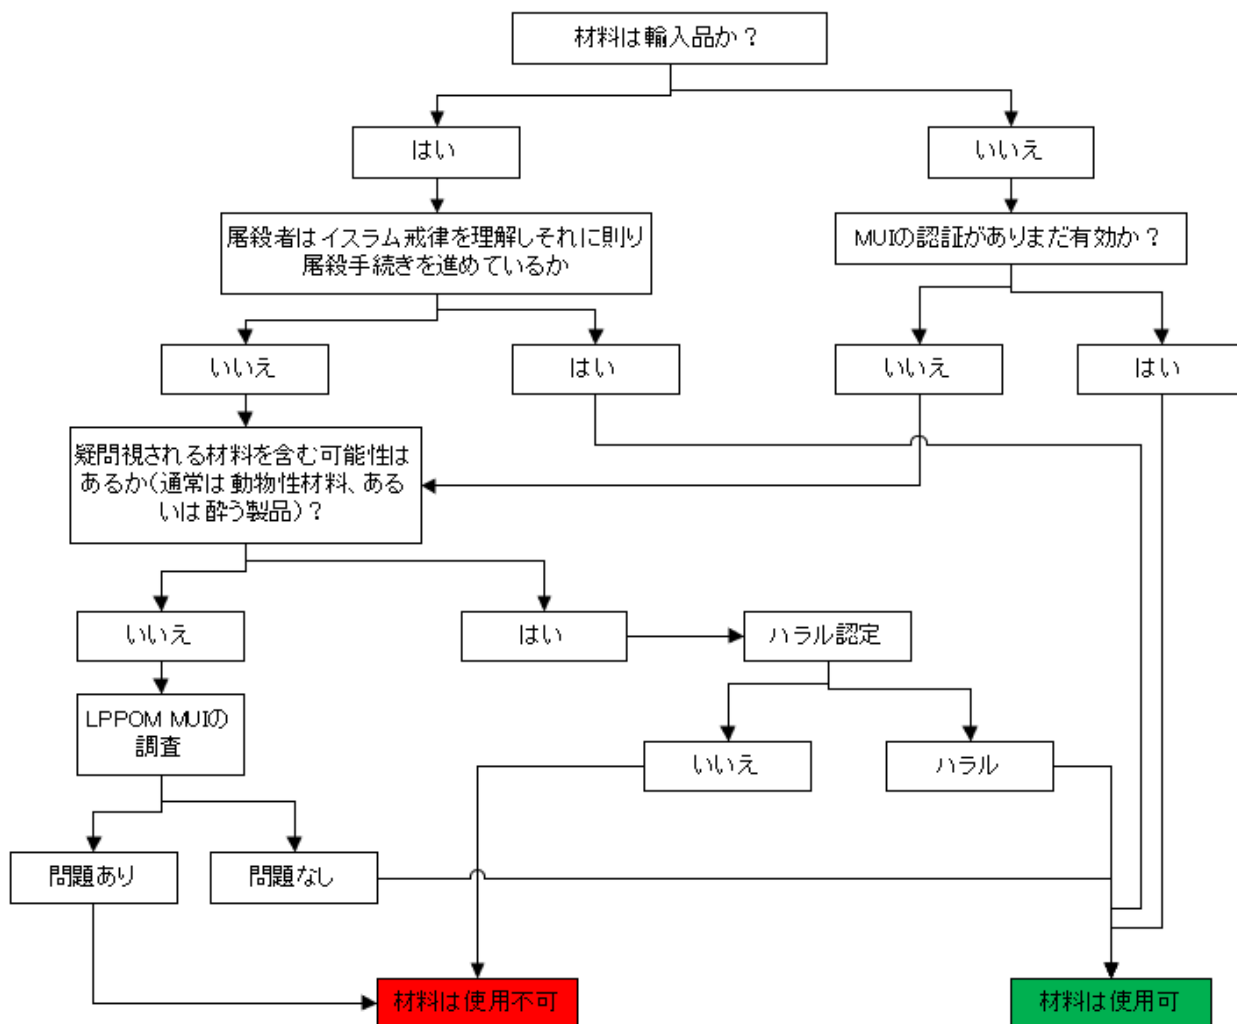 材料は輸入品か？
はい
いいえ
屠殺者はイスラム戒律を理解しそれに則り
屠殺手続きを進めているか
MUIの認証がありまだ有効か？
いいえ
はい
いいえ
はい
疑問視される材料を含む可能性は
あるか（通常は動物性材料、ある
いは酔う製品）？
いいえ
はい
ハラル認定
LPPOM MUIの
調査
いいえ
ハラル
問題あり
問題なし
材料は使用不可
材料は使用可